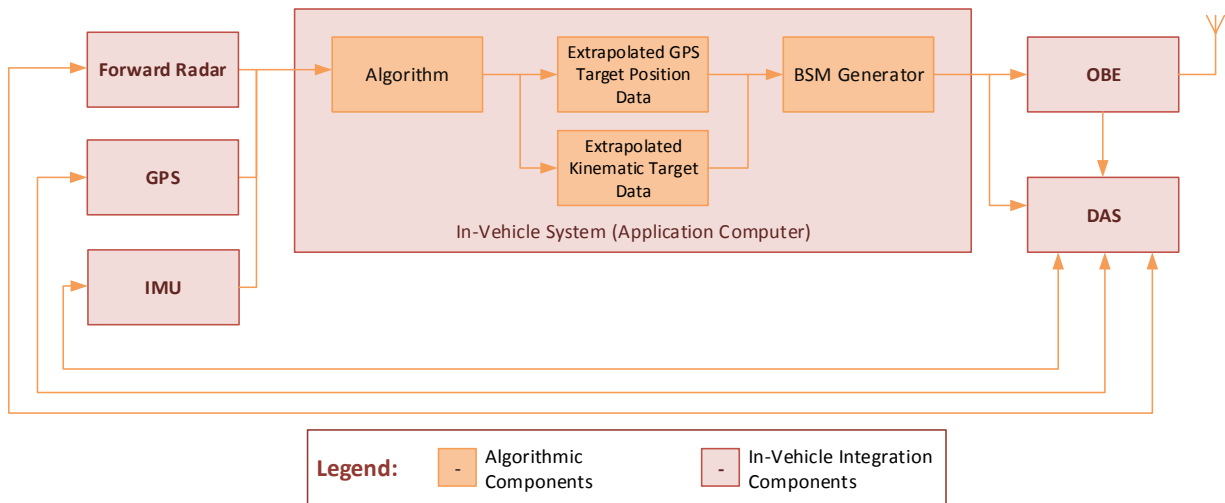 Forward Radar
GPS
IMU
Algorithm
Extrapolated GPS
Target Position
Data
Extrapolated
Kinematic Target
Data
BSM Generator
In-Vehicle System (Application Computer)
OBE
DAS
Legend:
-
Algorithmic
Components
-
In-Vehicle Integration
Components